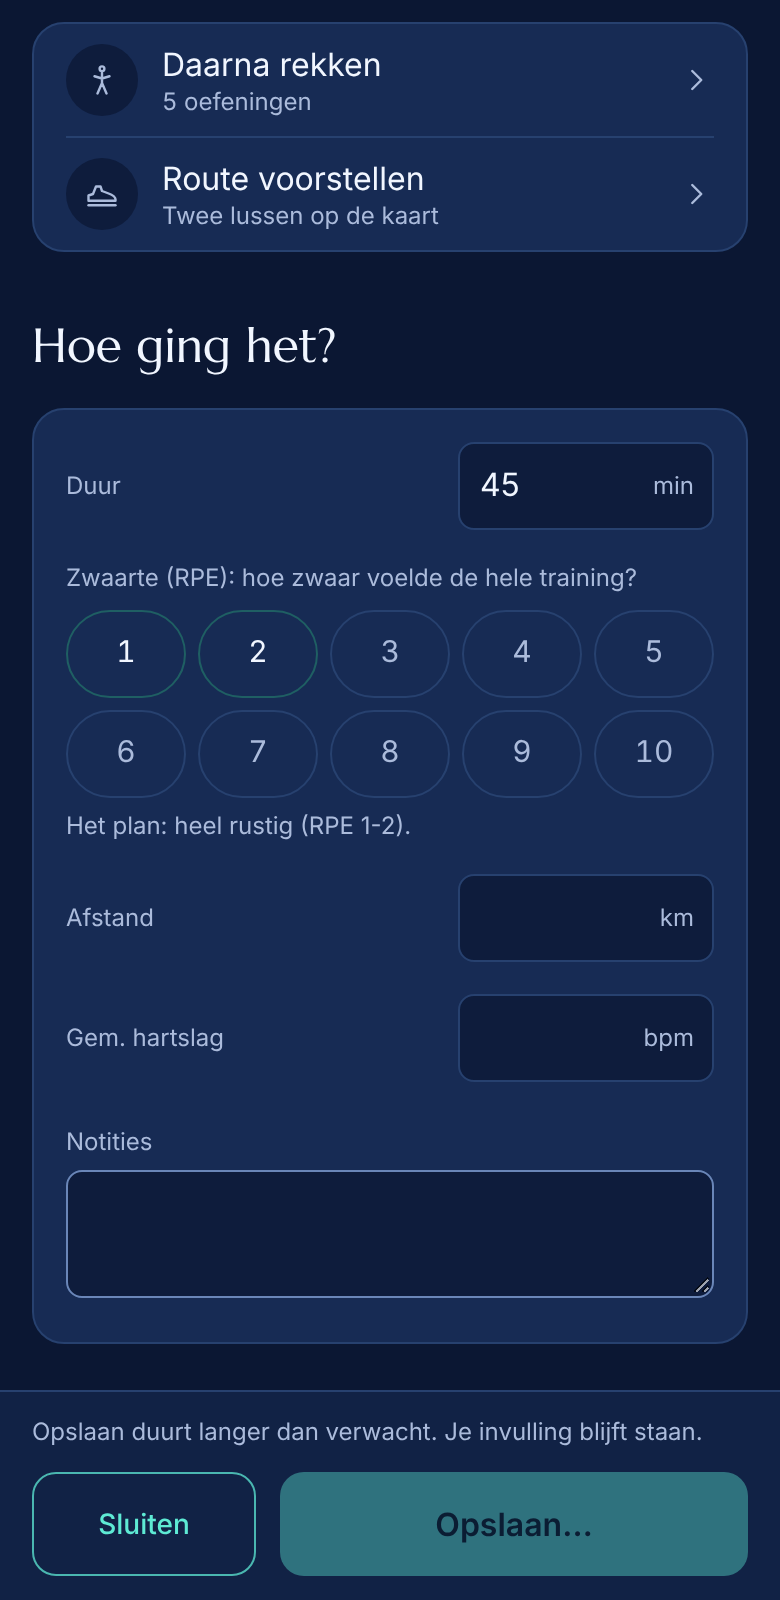 Daarna rekken
5 oefeningen
Route voorstellen
Twee lussen op de kaart
Hoe ging het?
Duur
45 min
Zwaarte (RPE): hoe zwaar voelde de hele training?
1 2 3 4 5
6 7 8 9 10
Het plan: heel rustig (RPE 1-2).
Afstand km
Gem. hartslag bpm
Notities
Opslaan duurt langer dan verwacht. Je invulling blijft staan.
Sluiten Opslaan...